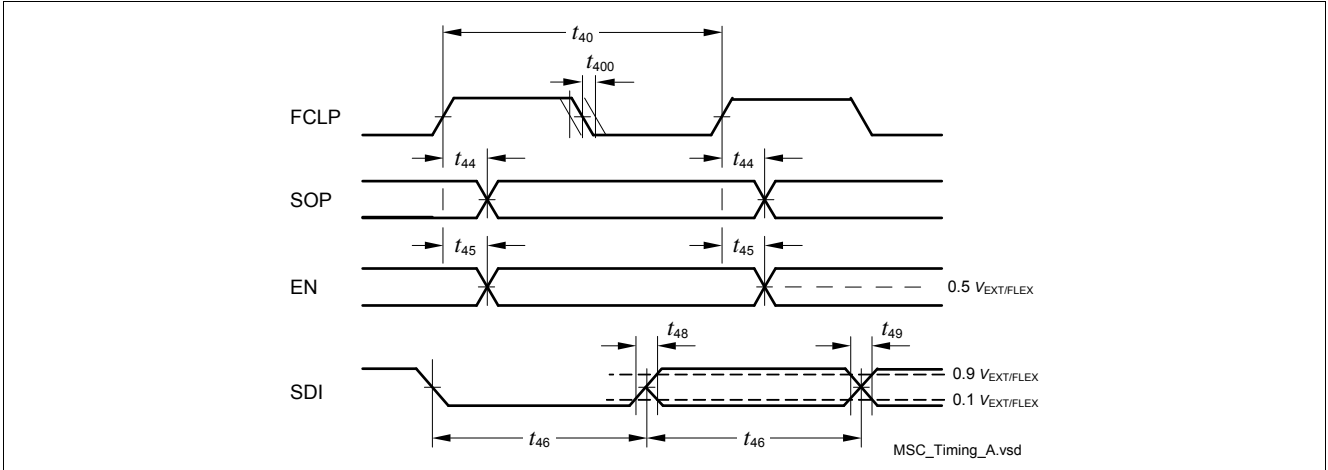 t40
t400
FCLP
t44 t44
SOP
t45 t45
EN
0.5 VEXT/FLEX
t48 t49
SDI
0.9 VEXT/FLEX
0.1 VEXT/FLEX
t46 t46
MSC_Timing_A.vsd